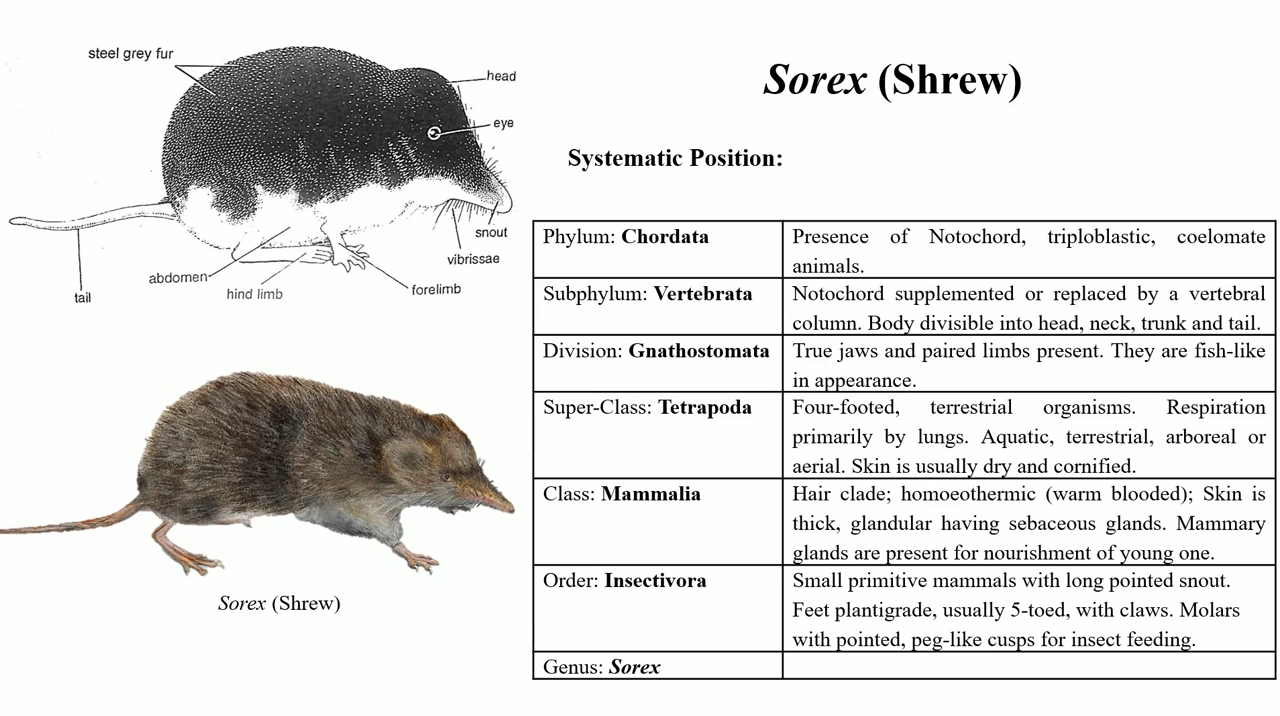 steel grey fur
head
eye
snout
vibrissae
abdomen
hind limb
forelimb
tail
Sorex (Shrew)
Sorex (Shrew)
Systematic Position:
Phylum: Chordata
Presence of Notochord, triploblastic, coelomate
animals.
Subphylum: Vertebrata
Notochord supplemented or replaced by a vertebral
column. Body divisible into head, neck, trunk and tail.
Division: Gnathostomata
True jaws and paired limbs present. They are fish-like
in appearance.
Super-Class: Tetrapoda
Four-footed, terrestrial organisms. Respiration
primarily by lungs. Aquatic, terrestrial, arboreal or
aerial. Skin is usually dry and cornified.
Class: Mammalia
Hair clade; homoeothermic (warm blooded); Skin is
thick, glandular having sebaceous glands. Mammary
glands are present for nourishment of young one.
Order: Insectivora
Small primitive mammals with long pointed snout.
Feet plantigrade, usually 5-toed, with claws. Molars
with pointed, peg-like cusps for insect feeding.
Genus: Sorex